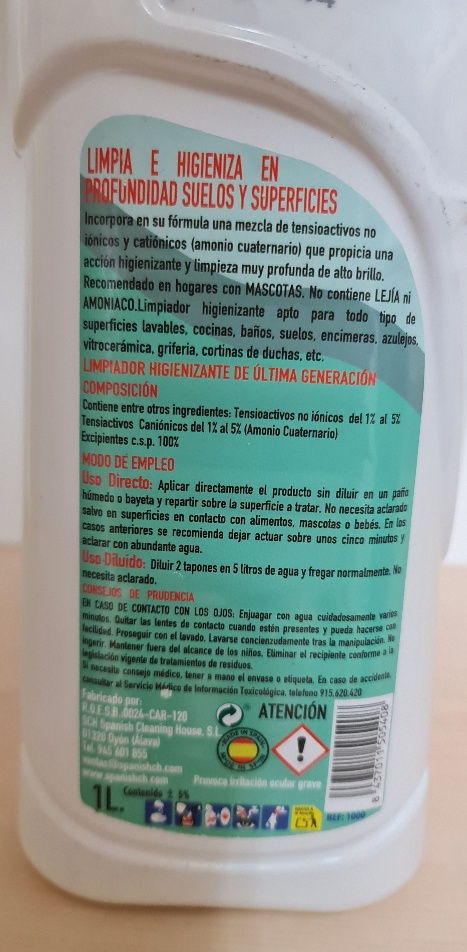 LIMPIA E HIGIENIZA EN
PROFUNDIDAD SUELOS Y SUPERFICIES
Incorpora en su fórmula una mezcla de tensioactivos no
iónicos y catiónicos (amonio cuaternario) que propicia una
acción higienizante y limpieza muy profunda de alto brillo.
Recomendado en hogares con MASCOTAS. No contiene LEJÍA ni
AMONIACO.Limpiador higienizante apto para todo tipo de
superficies lavables, cocinas, baños, suelos, encimeras, azulejos,
vitrocerámica, griferia, cortinas de duchas, etc.
LIMPIADOR HIGIENIZANTE DE ÚLTIMA GENERACIÓN
COMPOSICIÓN
Contiene entre otros ingredientes: Tensioactivos no iónicos del 1% al 5%
Tensiactivos Caniónicos del 1% al 5% (Amonio Cuaternario)
Excipientes c.s.p. 100%
MODO DE EMPLEO
Uso Directo: Aplicar directamente el producto sin diluir en un paño
húmedo o bayeta y repartir sobre la superficie a tratar. No necesita aclarado
salvo en superficies en contacto con alimentos, mascotas o bebés. En los
casos anteriores se recomienda dejar actuar sobre unos cinco minutos y
aclarar con abundante agua.
Uso Diluido: Diluir 2 tapones en 5 litros de agua y fregar normalmente. No
necesita aclarado.
CONSEJOS DE PRUDENCIA
EN CASO DE CONTACTO CON LOS OJOS: Enjuagar con agua cuidadosamente varios
minutos. Quitar las lentes de contacto cuando estén presentes y pueda hacerse con
facilidad. Proseguir con el lavado. Lavarse concienzudamente tras la manipulación. No
ingerir. Mantener fuera del alcance de los niños. Eliminar el recipiente conforme a la
legislación vigente de tratamientos de residuos.
Si necesita consejo médico, tener a mano el envase o etiqueta. En caso de accidente,
consultar al Servicio Médico de Información Toxicológica, telefono 915.620.420
Fabricado por:
R.O.E.S.B.:0024-CAR-120
SCH Spanish Cleaning House, S.L
01320 Oyón (Álava)
Tel. 945 601 855
@spanishch.com
www.spanishch.com
ATENCIÓN
MADE IN SPAIN
Provoca irritación ocular grave
8 437011 505408
1L. Contenido ± 5%
REF: 1000